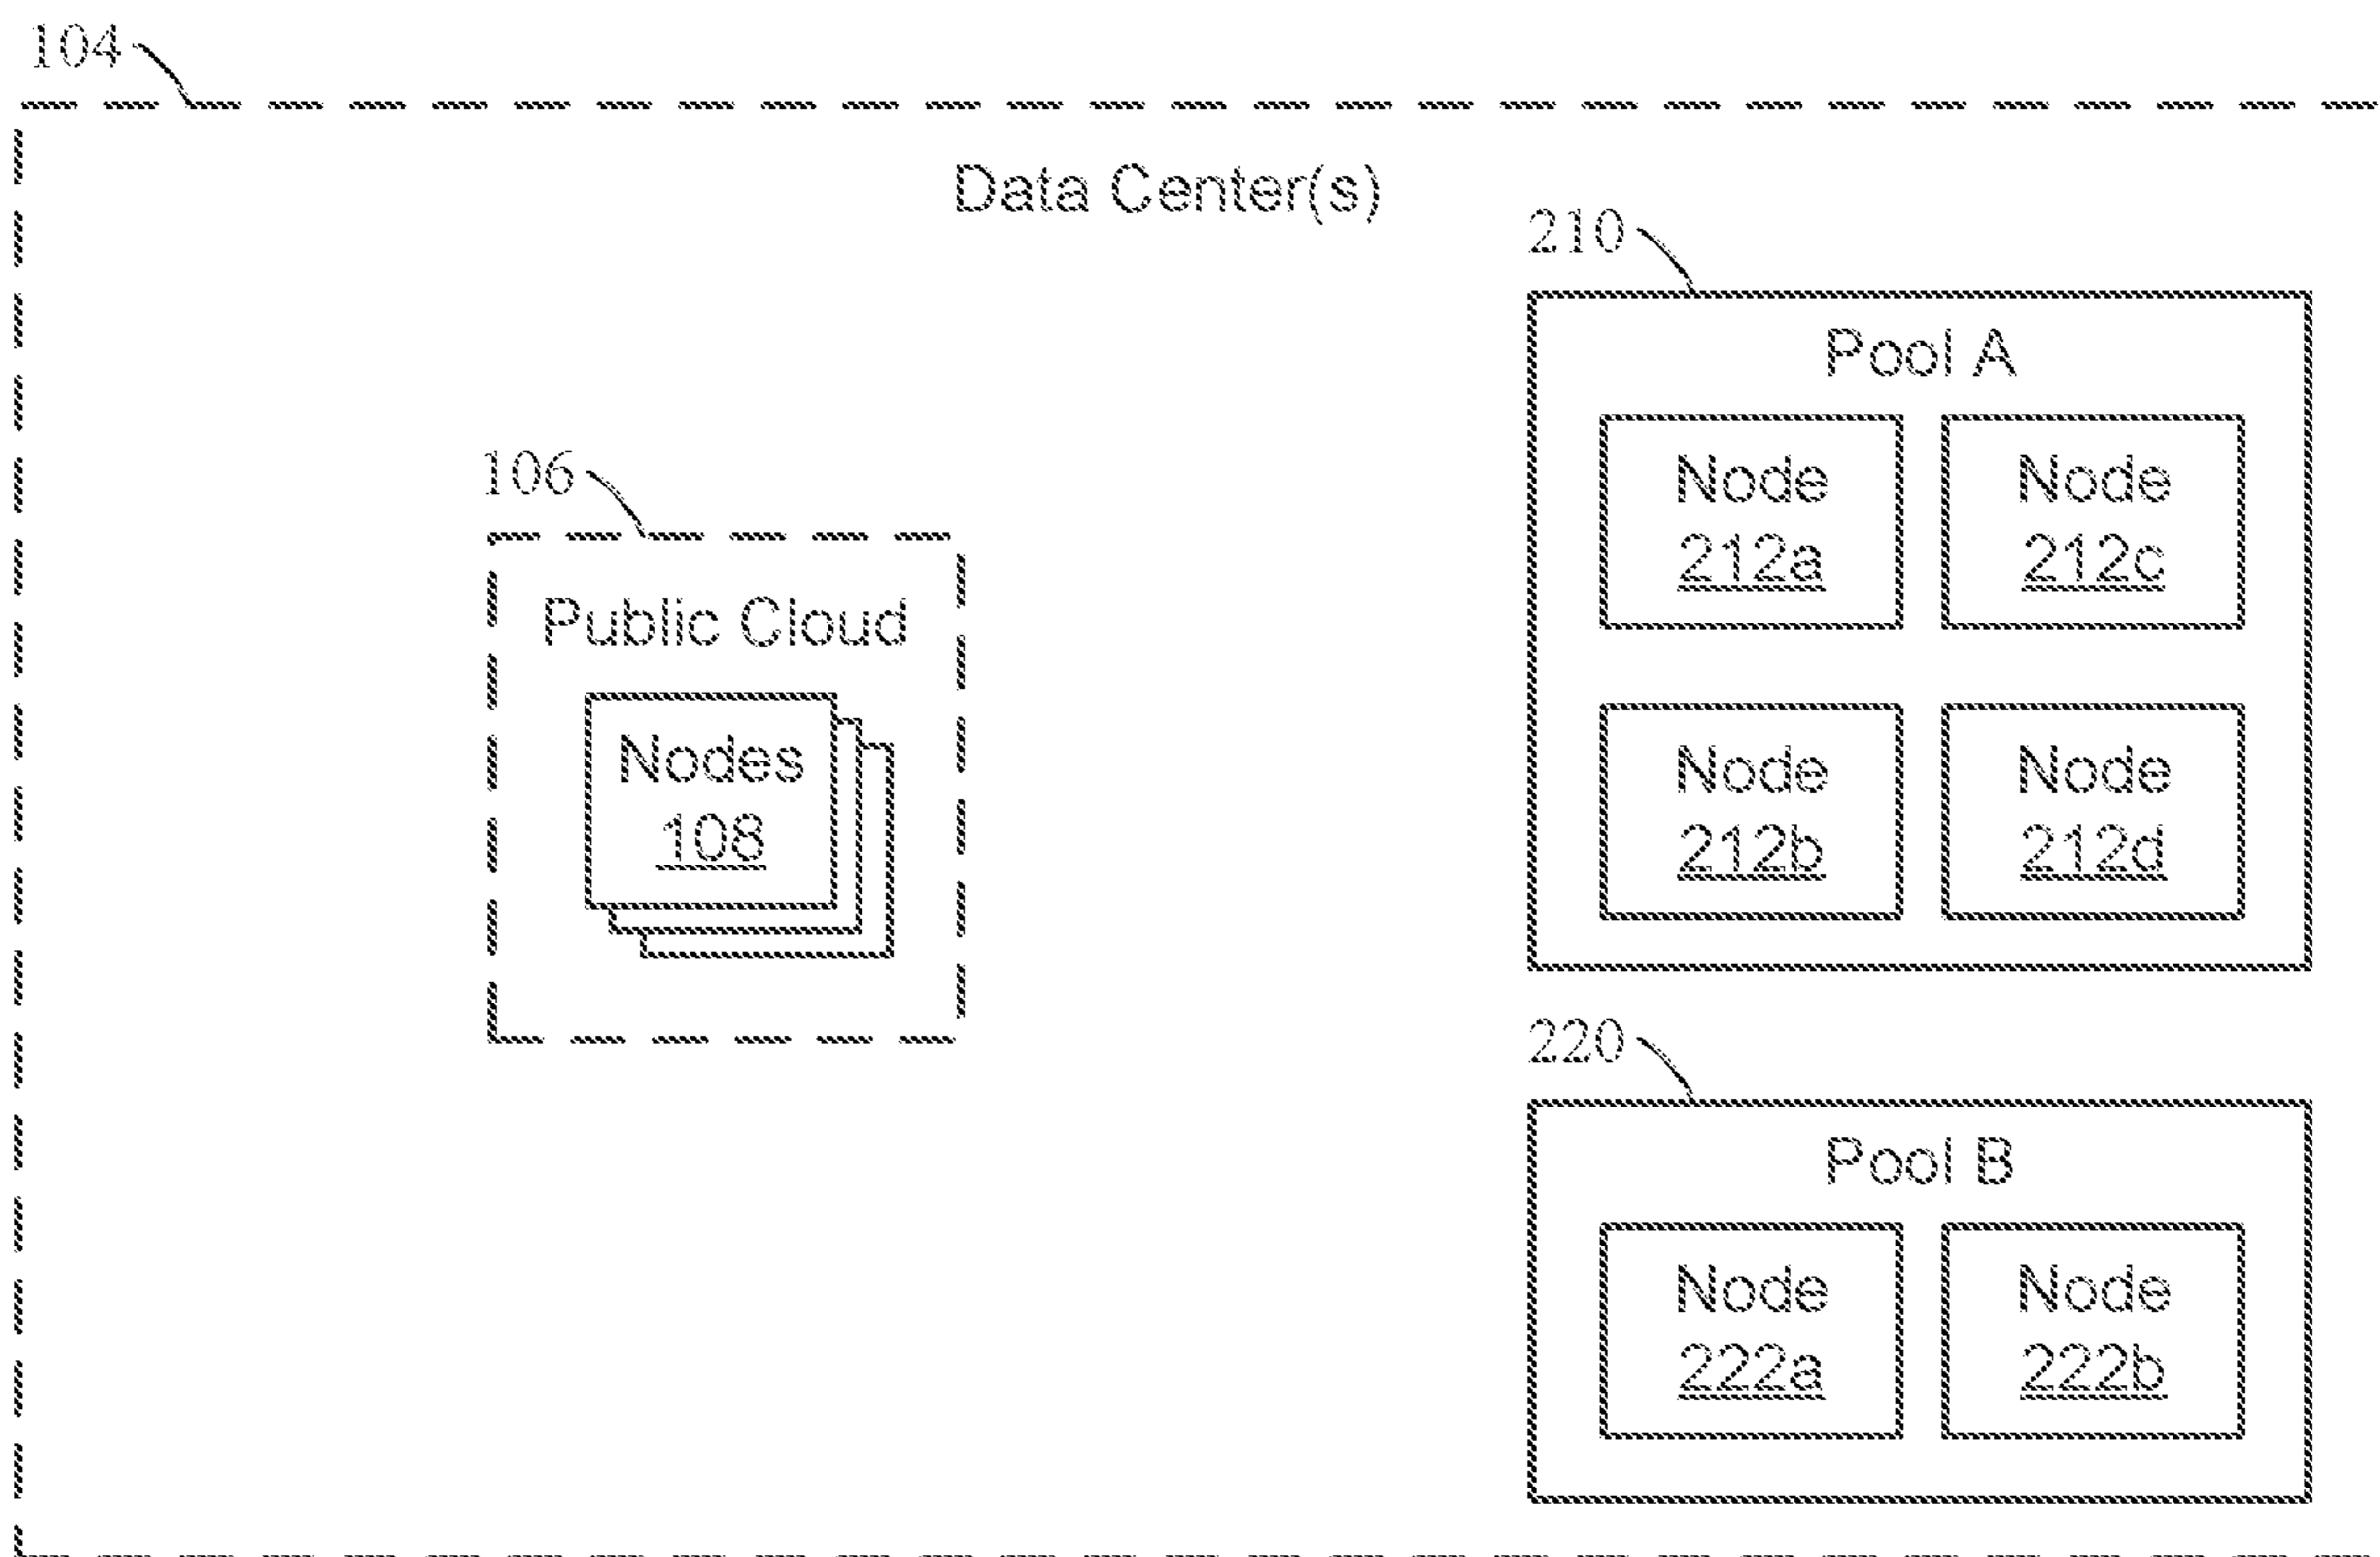 104
Data Center(s)
106
Public Cloud
Nodes
108
210
Pool A
Node
212a
Node
212c
Node
212b
Node
212d
220
Pool B
Node
222a
Node
222b